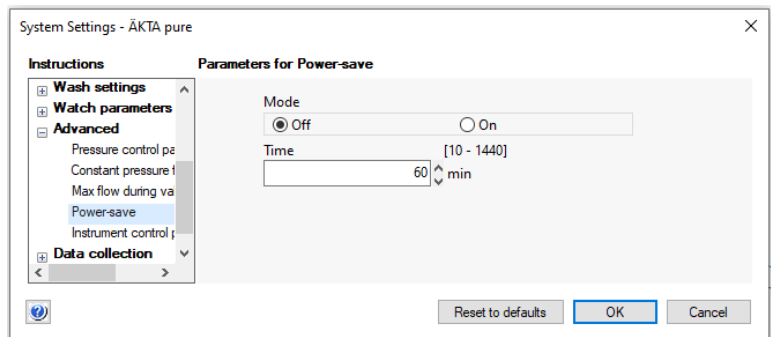 System Settings - ÄKTA pure
Instructions
Parameters for Power-save
Wash settings
Watch parameters
Advanced
Pressure control pa
Constant pressure f
Max flow during va
Power-save
Instrument control p
Data collection
Mode
Off On
Time [10 - 1440]
60 min
Reset to defaults OK Cancel